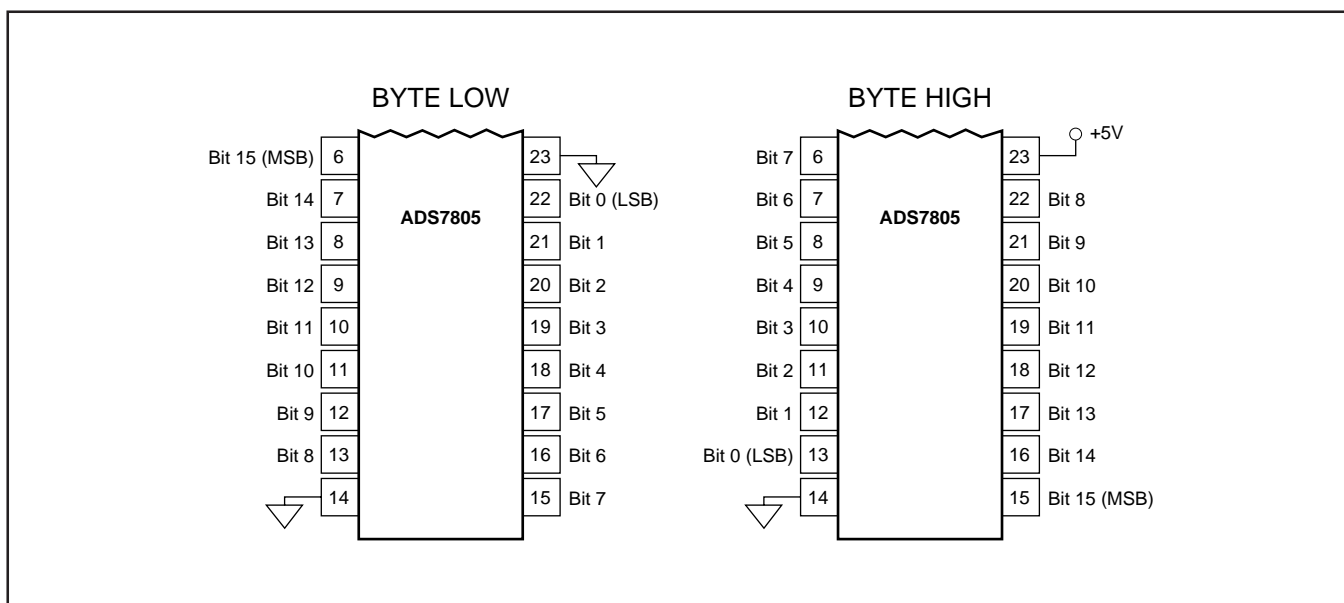 BYTE LOW
Bit 15 (MSB) 6 23
Bit 14 7 ADS7805 22 Bit 0 (LSB)
Bit 13 8 21 Bit 1
Bit 12 9 20 Bit 2
Bit 11 10 19 Bit 3
Bit 10 11 18 Bit 4
Bit 9 12 17 Bit 5
Bit 8 13 16 Bit 6
14 15 Bit 7
BYTE HIGH
+5V
Bit 7 6 23
Bit 6 7 ADS7805 22 Bit 8
Bit 5 8 21 Bit 9
Bit 4 9 20 Bit 10
Bit 3 10 19 Bit 11
Bit 2 11 18 Bit 12
Bit 1 12 17 Bit 13
Bit 0 (LSB) 13 16 Bit 14
14 15 Bit 15 (MSB)